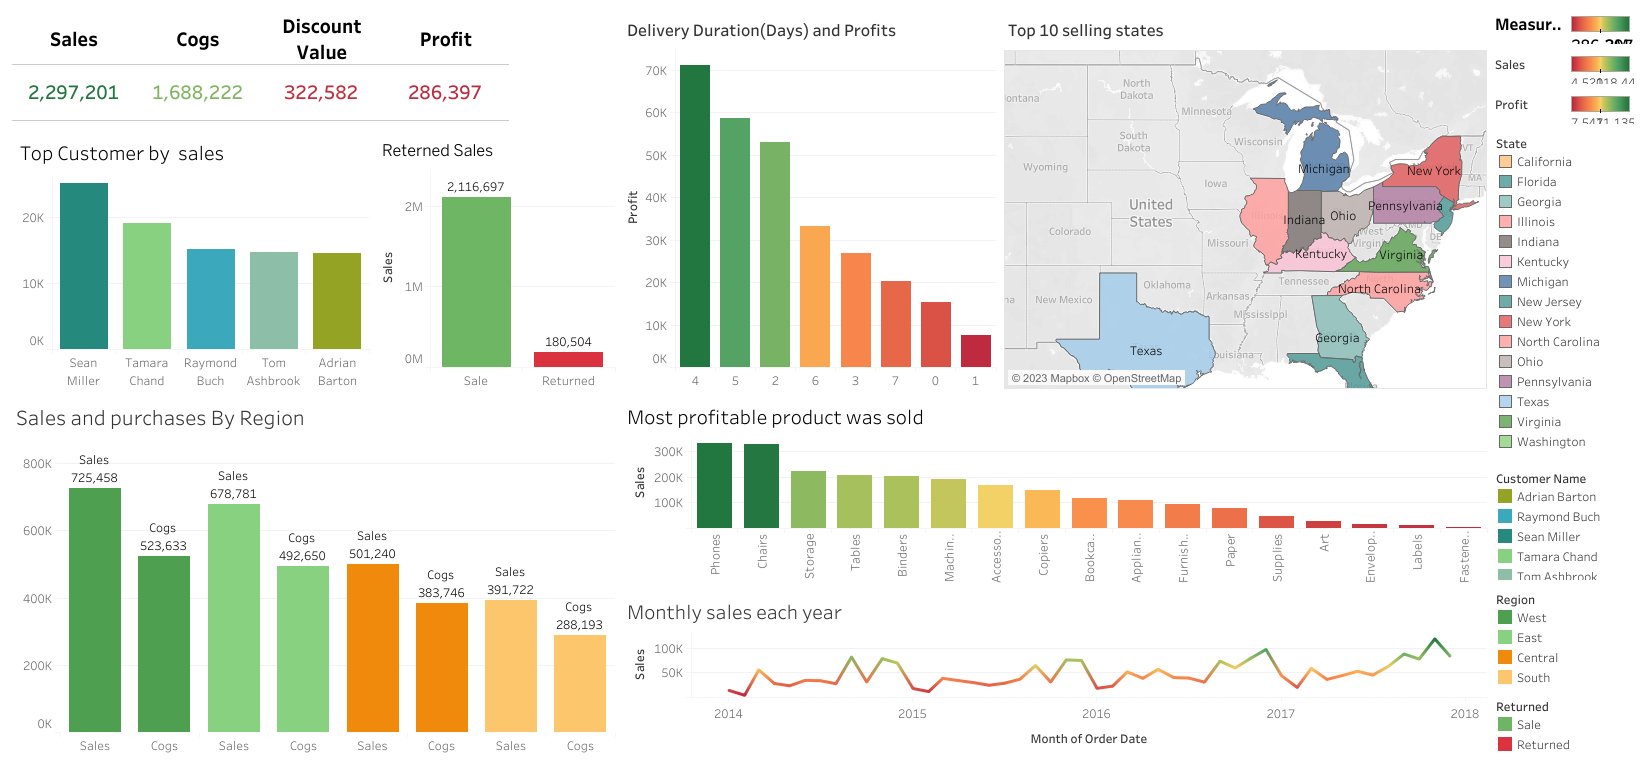 Sales Cogs Discount Value Profit
2,297,201 1,688,222 322,582 286,397
Top Customer by sales
20K
10K
0K
Sean Miller
Tamara Chand
Raymond Buch
Tom Ashbrook
Adrian Barton
Reterned Sales
Sales
2M
1M
0M
2,116,697
180,504
Sale Returned
Delivery Duration(Days) and Profits
Profit
70K
60K
50K
40K
30K
20K
10K
0K
4 5 2 6 3 7 0 1
Top 10 selling states
ontana
North Dakota
Minnesota
South Dakota
Wisconsin
Michigan
VT
New York
MA
Wyoming
Iowa
Pennsylvania
United States
Illinois
Indiana
Ohio
MD
DE
Colorado
Missouri
West Virginia
Kentucky
Virginia
Tennessee
North Carolina
na
New Mexico
Oklahoma
Arkansas
Mississippi
Georgia
Texas
ouisiana
© 2023 Mapbox © OpenStreetMap
Measur..
Sales
Profit
State
California
Florida
Georgia
Illinois
Indiana
Kentucky
Michigan
New Jersey
New York
North Carolina
Ohio
Pennsylvania
Texas
Virginia
Washington
Customer Name
Adrian Barton
Raymond Buch
Sean Miller
Tamara Chand
Tom Ashbrook
Region
West
East
Central
South
Returned
Sale
Returned
Sales and purchases By Region
800K
600K
400K
200K
0K
Sales
725,458
Cogs
523,633
Sales
678,781
Cogs
492,650
Sales
501,240
Cogs
383,746
Sales
391,722
Cogs
288,193
Sales Cogs Sales Cogs Sales Cogs Sales Cogs
Most profitable product was sold
Sales
300K
200K
100K
Phones
Chairs
Storage
Tables
Binders
Machin..
Accesso..
Copiers
Bookca..
Applian..
Furnish..
Paper
Supplies
Art
Envelop..
Labels
Fastene..
Monthly sales each year
Sales
100K
50K
2014 2015 2016 2017 2018
Month of Order Date